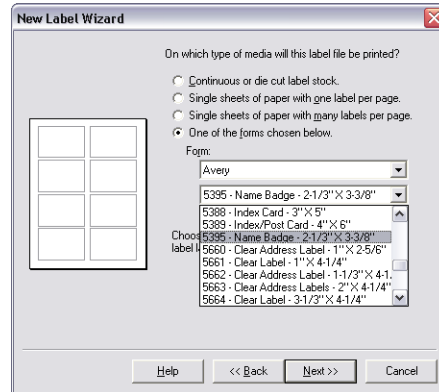 New Label Wizard
On which type of media will this label file be printed?
Continuous or die cut label stock.
Single sheets of paper with one label per page.
Single sheets of paper with many labels per page.
One of the forms chosen below.
Form:
Avery
5395 - Name Badge - 2-1/3" X 3-3/8"
5388 - Index Card - 3" X 5"
5389 - Index/Post Card - 4" X 6"
5395 - Name Badge - 2-1/3" X 3-3/8"
5660 - Clear Address Label - 1" X 2-5/6"
5661 - Clear Label - 1" X 4-1/4"
5662 - Clear Address Label - 1-1/3" X 4-1.
5663 - Clear Address Labels - 2" X 4-1/4"
5664 - Clear Label - 3-1/3" X 4-1/4"
Choos
label l
Help
<< Back
Next >>
Cancel